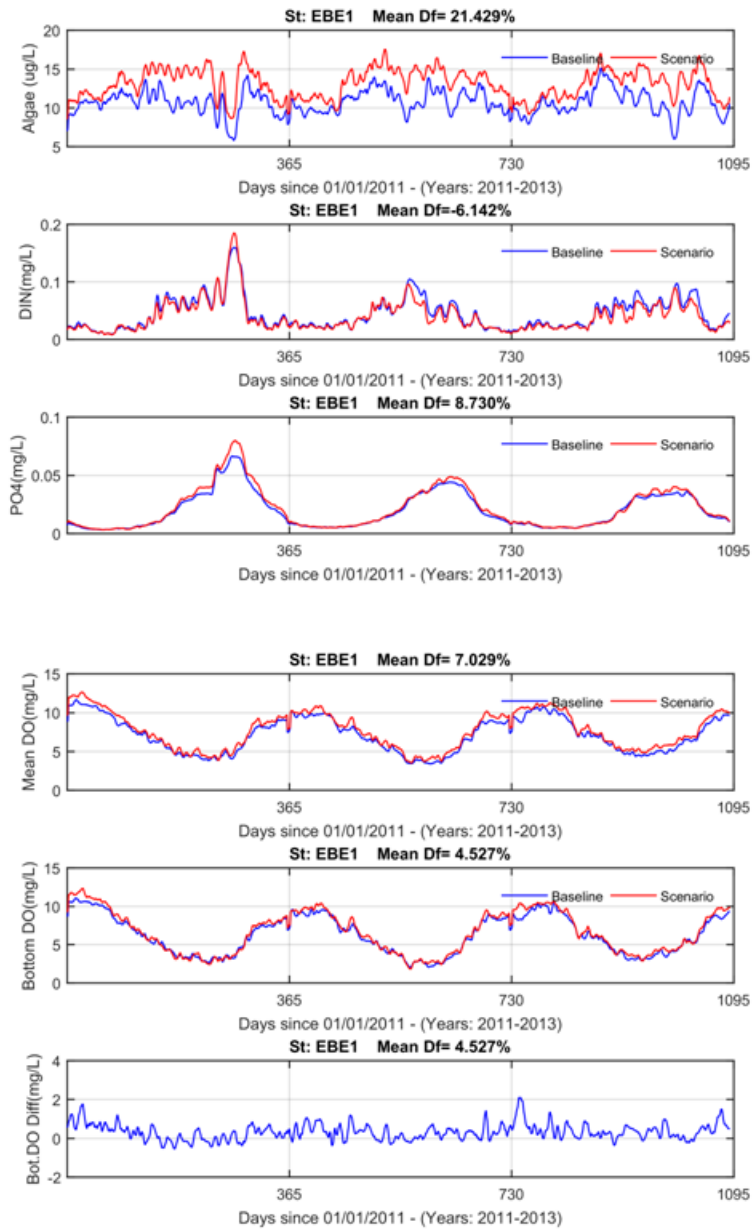 St: EBE1 Mean Df= 21.429%
20
15
10
5
Algae (ug/L)
Baseline Scenario
365 730 1095
Days since 01/01/2011 - (Years: 2011-2013)
St: EBE1 Mean Df=-6.142%
0.2
0.1
0
DIN(mg/L)
Baseline Scenario
365 730 1095
Days since 01/01/2011 - (Years: 2011-2013)
St: EBE1 Mean Df= 8.730%
0.1
0.05
0
PO4(mg/L)
Baseline Scenario
365 730 1095
Days since 01/01/2011 - (Years: 2011-2013)
St: EBE1 Mean Df= 7.029%
15
10
5
0
Mean DO(mg/L)
Baseline Scenario
365 730 1095
Days since 01/01/2011 - (Years: 2011-2013)
St: EBE1 Mean Df= 4.527%
15
10
5
0
Bottom DO(mg/L)
Baseline Scenario
365 730 1095
Days since 01/01/2011 - (Years: 2011-2013)
St: EBE1 Mean Df= 4.527%
4
2
0
-2
Bot.DO Diff(mg/L)
365 730 1095
Days since 01/01/2011 - (Years: 2011-2013)